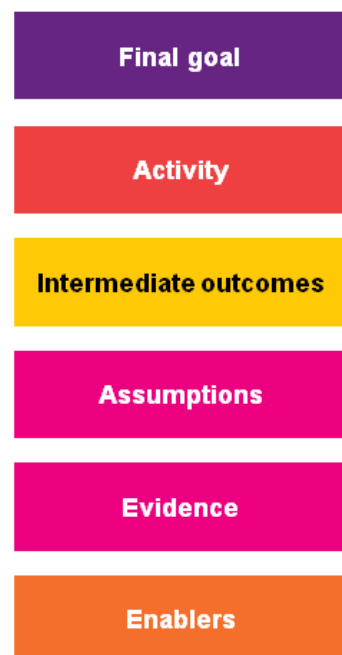 Final goal
Activity
Intermediate outcomes
Assumptions
Evidence
Enablers